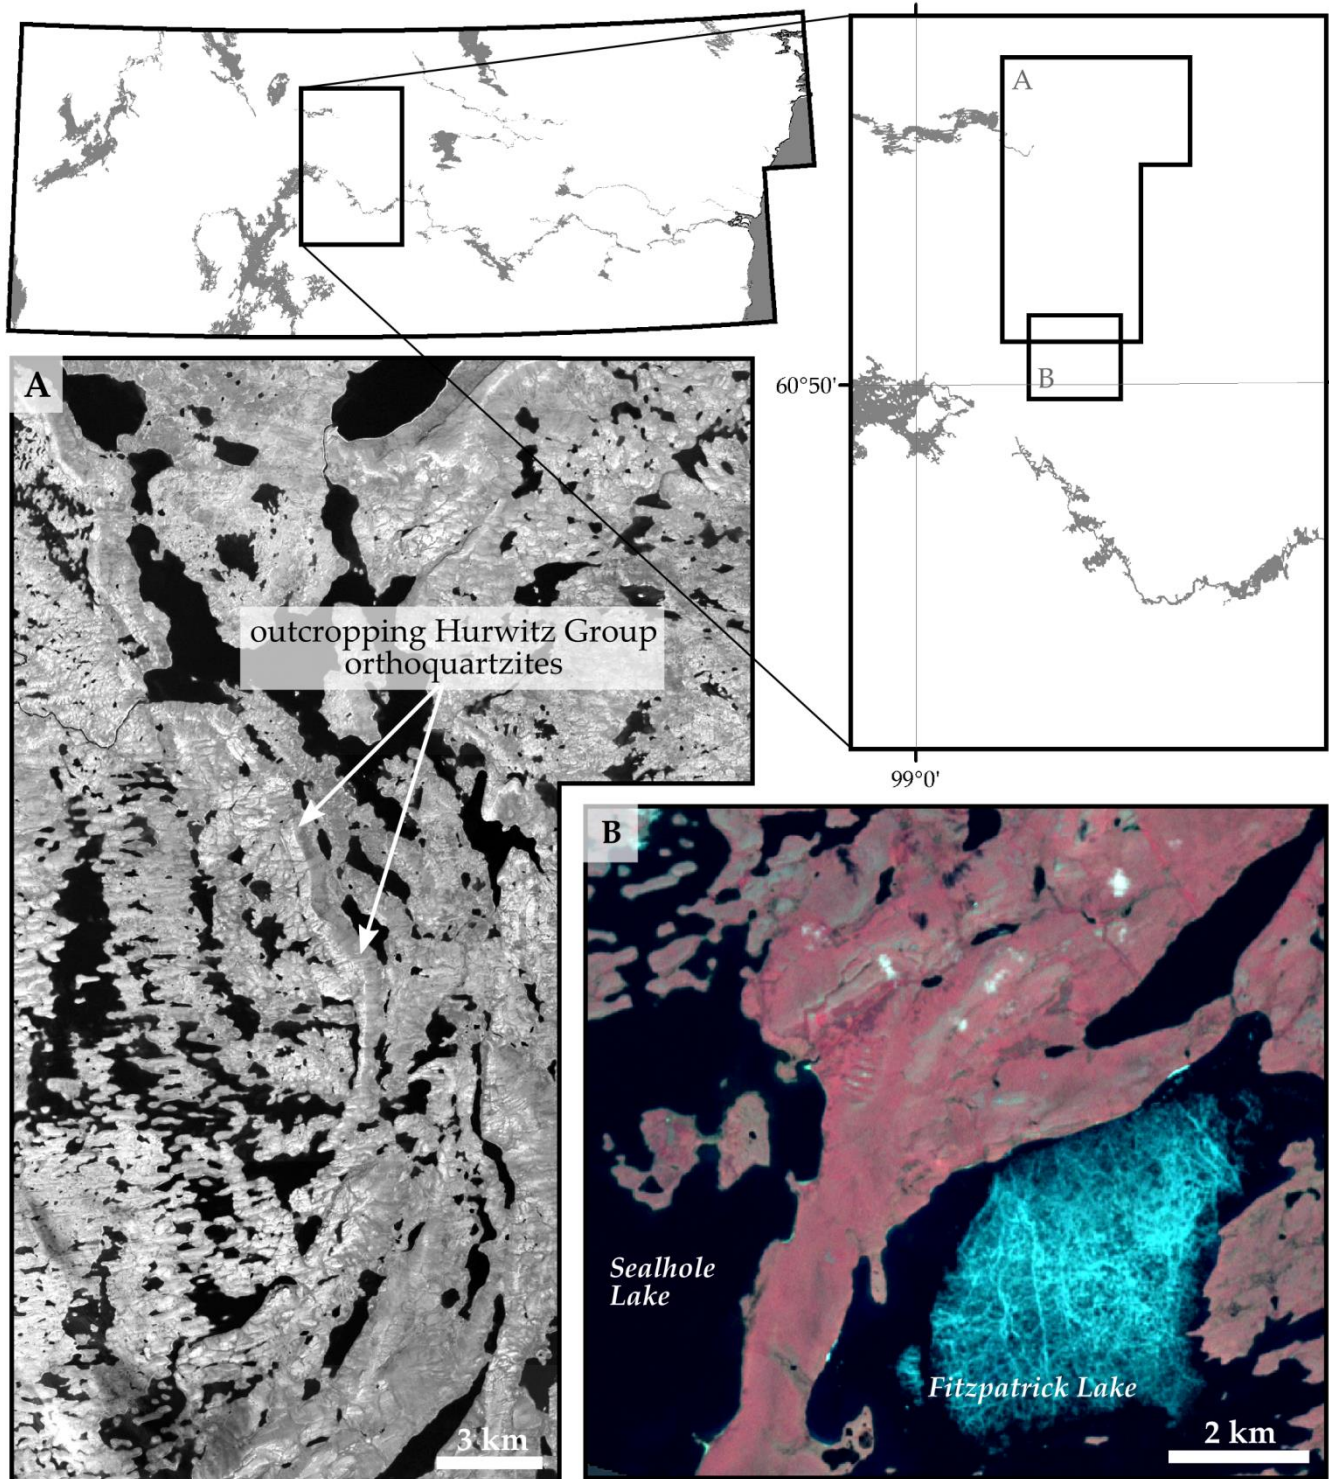 A
B
60°50'
99°0'
A
outcropping Hurwitz Group
orthoquartzites
3 km
B
Sealhole
Lake
Fitzpatrick Lake
2 km